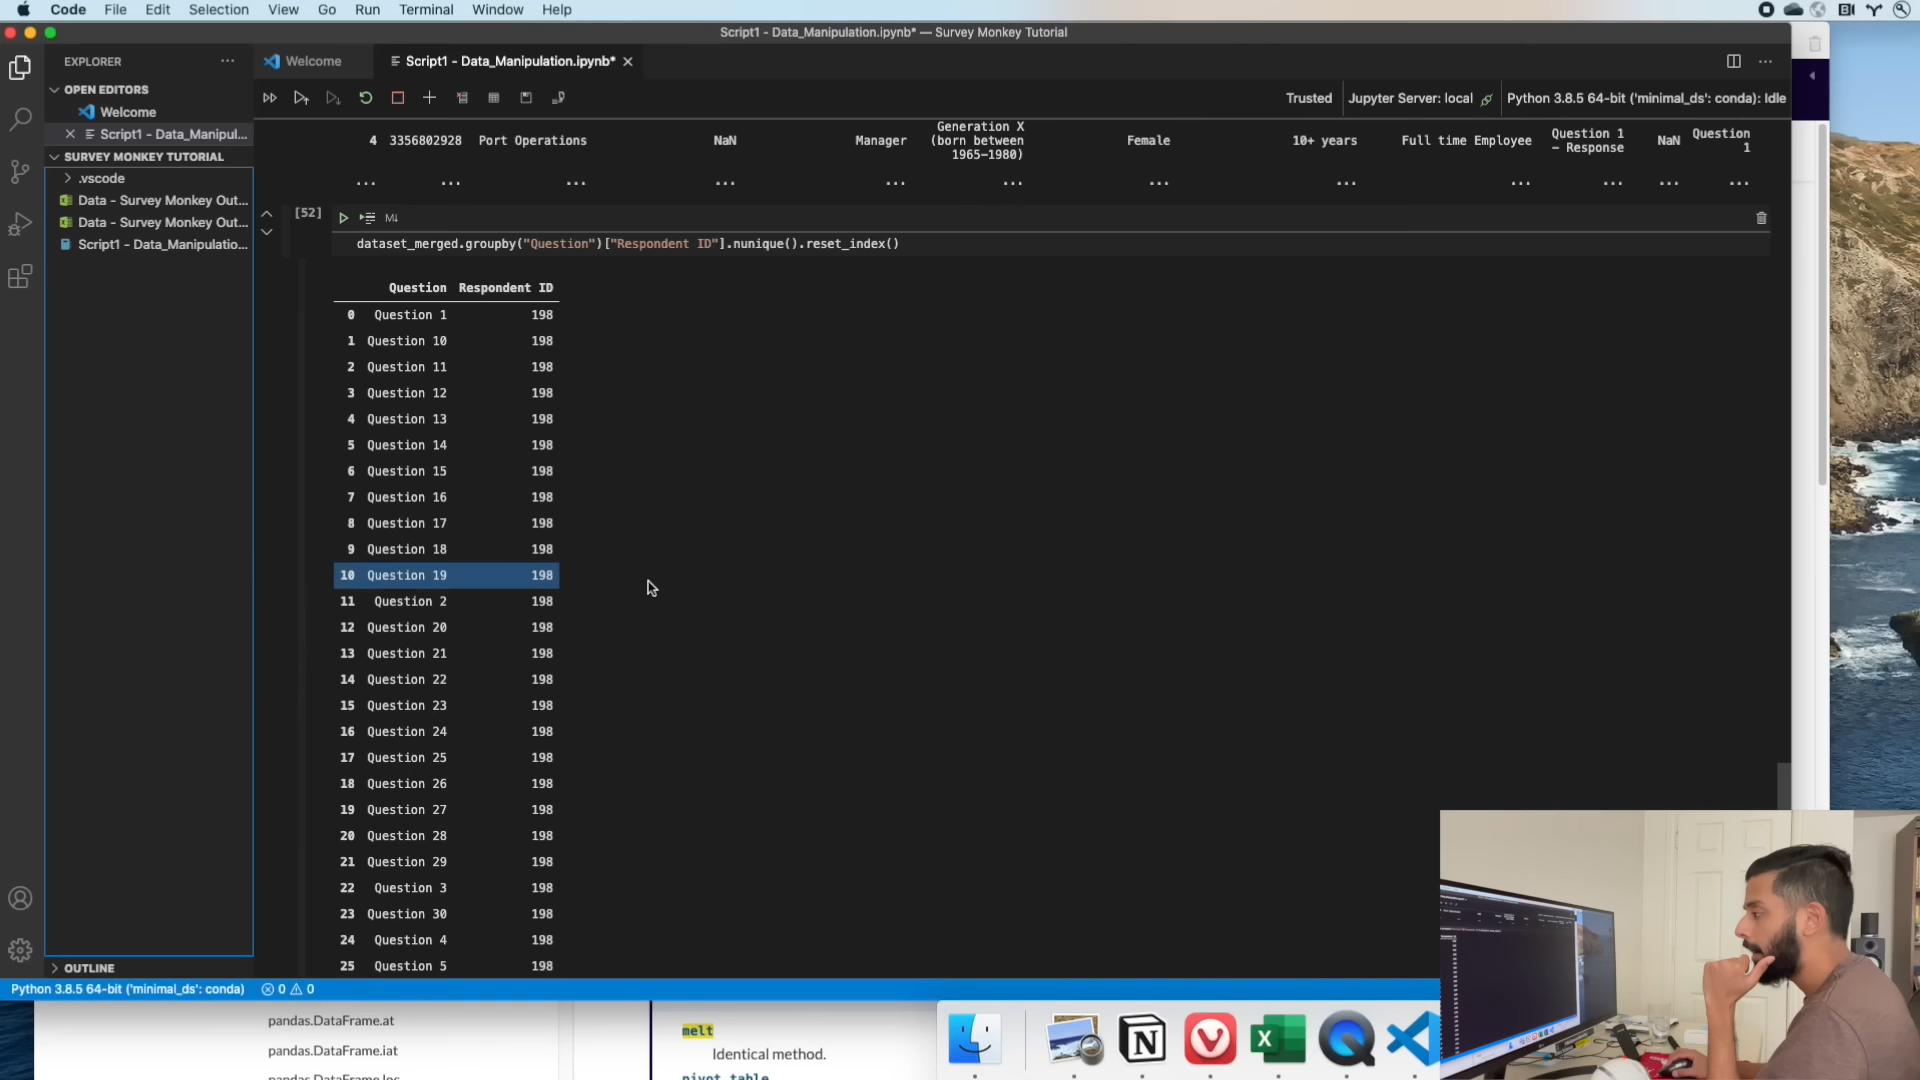 Code File Edit Selection View Go Run Terminal Window Help
Script1 - Data_Manipulation.ipynb* — Survey Monkey Tutorial
EXPLORER
Welcome
Script1 - Data_Manipulation.ipynb*
OPEN EDITORS
Welcome
Script1 - Data_Manipul...
SURVEY MONKEY TUTORIAL
.vscode
Data - Survey Monkey Out...
Data - Survey Monkey Out...
Script1 - Data_Manipulatio...
OUTLINE
Trusted
Jupyter Server: local
Python 3.8.5 64-bit ('minimal_ds': conda): Idle
4 3356802928 Port Operations NaN Manager Generation X (born between 1965-1980) Female 10+ years Full time Employee Question 1 - Response NaN Question 1
... ... ... ... ... ... ... ... ... ... ... ...
[52]
M↓
dataset_merged.groupby("Question")["Respondent ID"].nunique().reset_index()
Question Respondent ID
0 Question 1 198
1 Question 10 198
2 Question 11 198
3 Question 12 198
4 Question 13 198
5 Question 14 198
6 Question 15 198
7 Question 16 198
8 Question 17 198
9 Question 18 198
10 Question 19 198
11 Question 2 198
12 Question 20 198
13 Question 21 198
14 Question 22 198
15 Question 23 198
16 Question 24 198
17 Question 25 198
18 Question 26 198
19 Question 27 198
20 Question 28 198
21 Question 29 198
22 Question 3 198
23 Question 30 198
24 Question 4 198
25 Question 5 198
Python 3.8.5 64-bit ('minimal_ds': conda) 0 0
pandas.DataFrame.at
pandas.DataFrame.iat
pandas.DataFrame.loc
melt
Identical method.
pivot_table